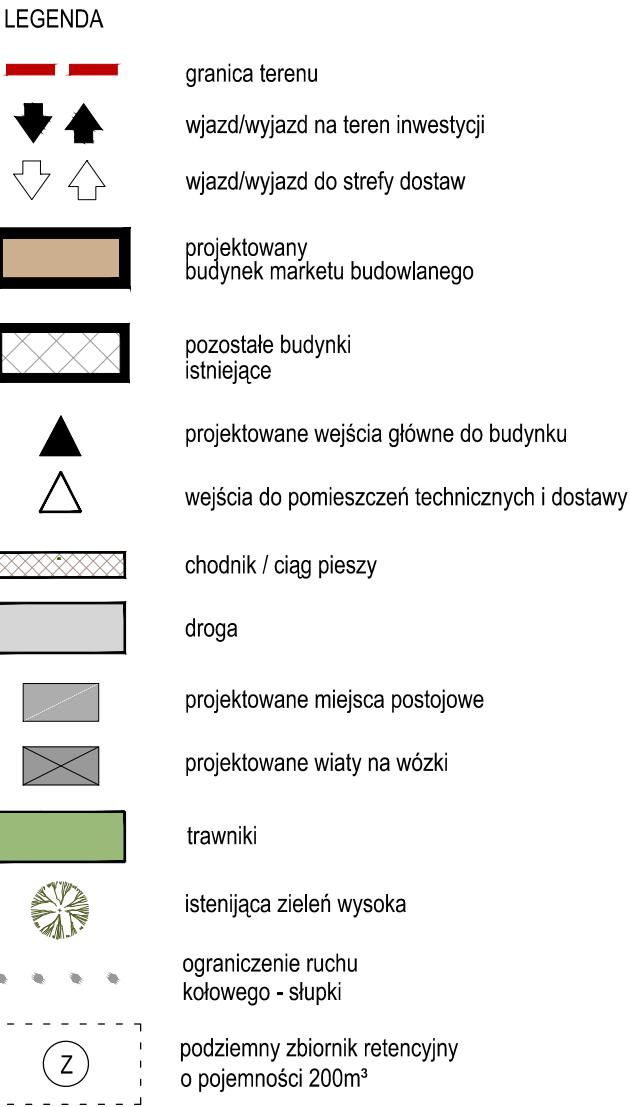 LEGENDA
granica terenu
wjazd/wyjazd na teren inwestycji
wjazd/wyjazd do strefy dostaw
projektowany
budynek marketu budowlanego
pozostałe budynki
istniejące
projektowane wejścia główne do budynku
wejścia do pomieszczeń technicznych i dostawy
chodnik / ciąg pieszy
droga
projektowane miejsca postojowe
projektowane wiaty na wózki
trawniki
istenijąca zieleń wysoka
ograniczenie ruchu
kołowego - słupki
Z
podziemny zbiornik retencyjny
o pojemności 200m³